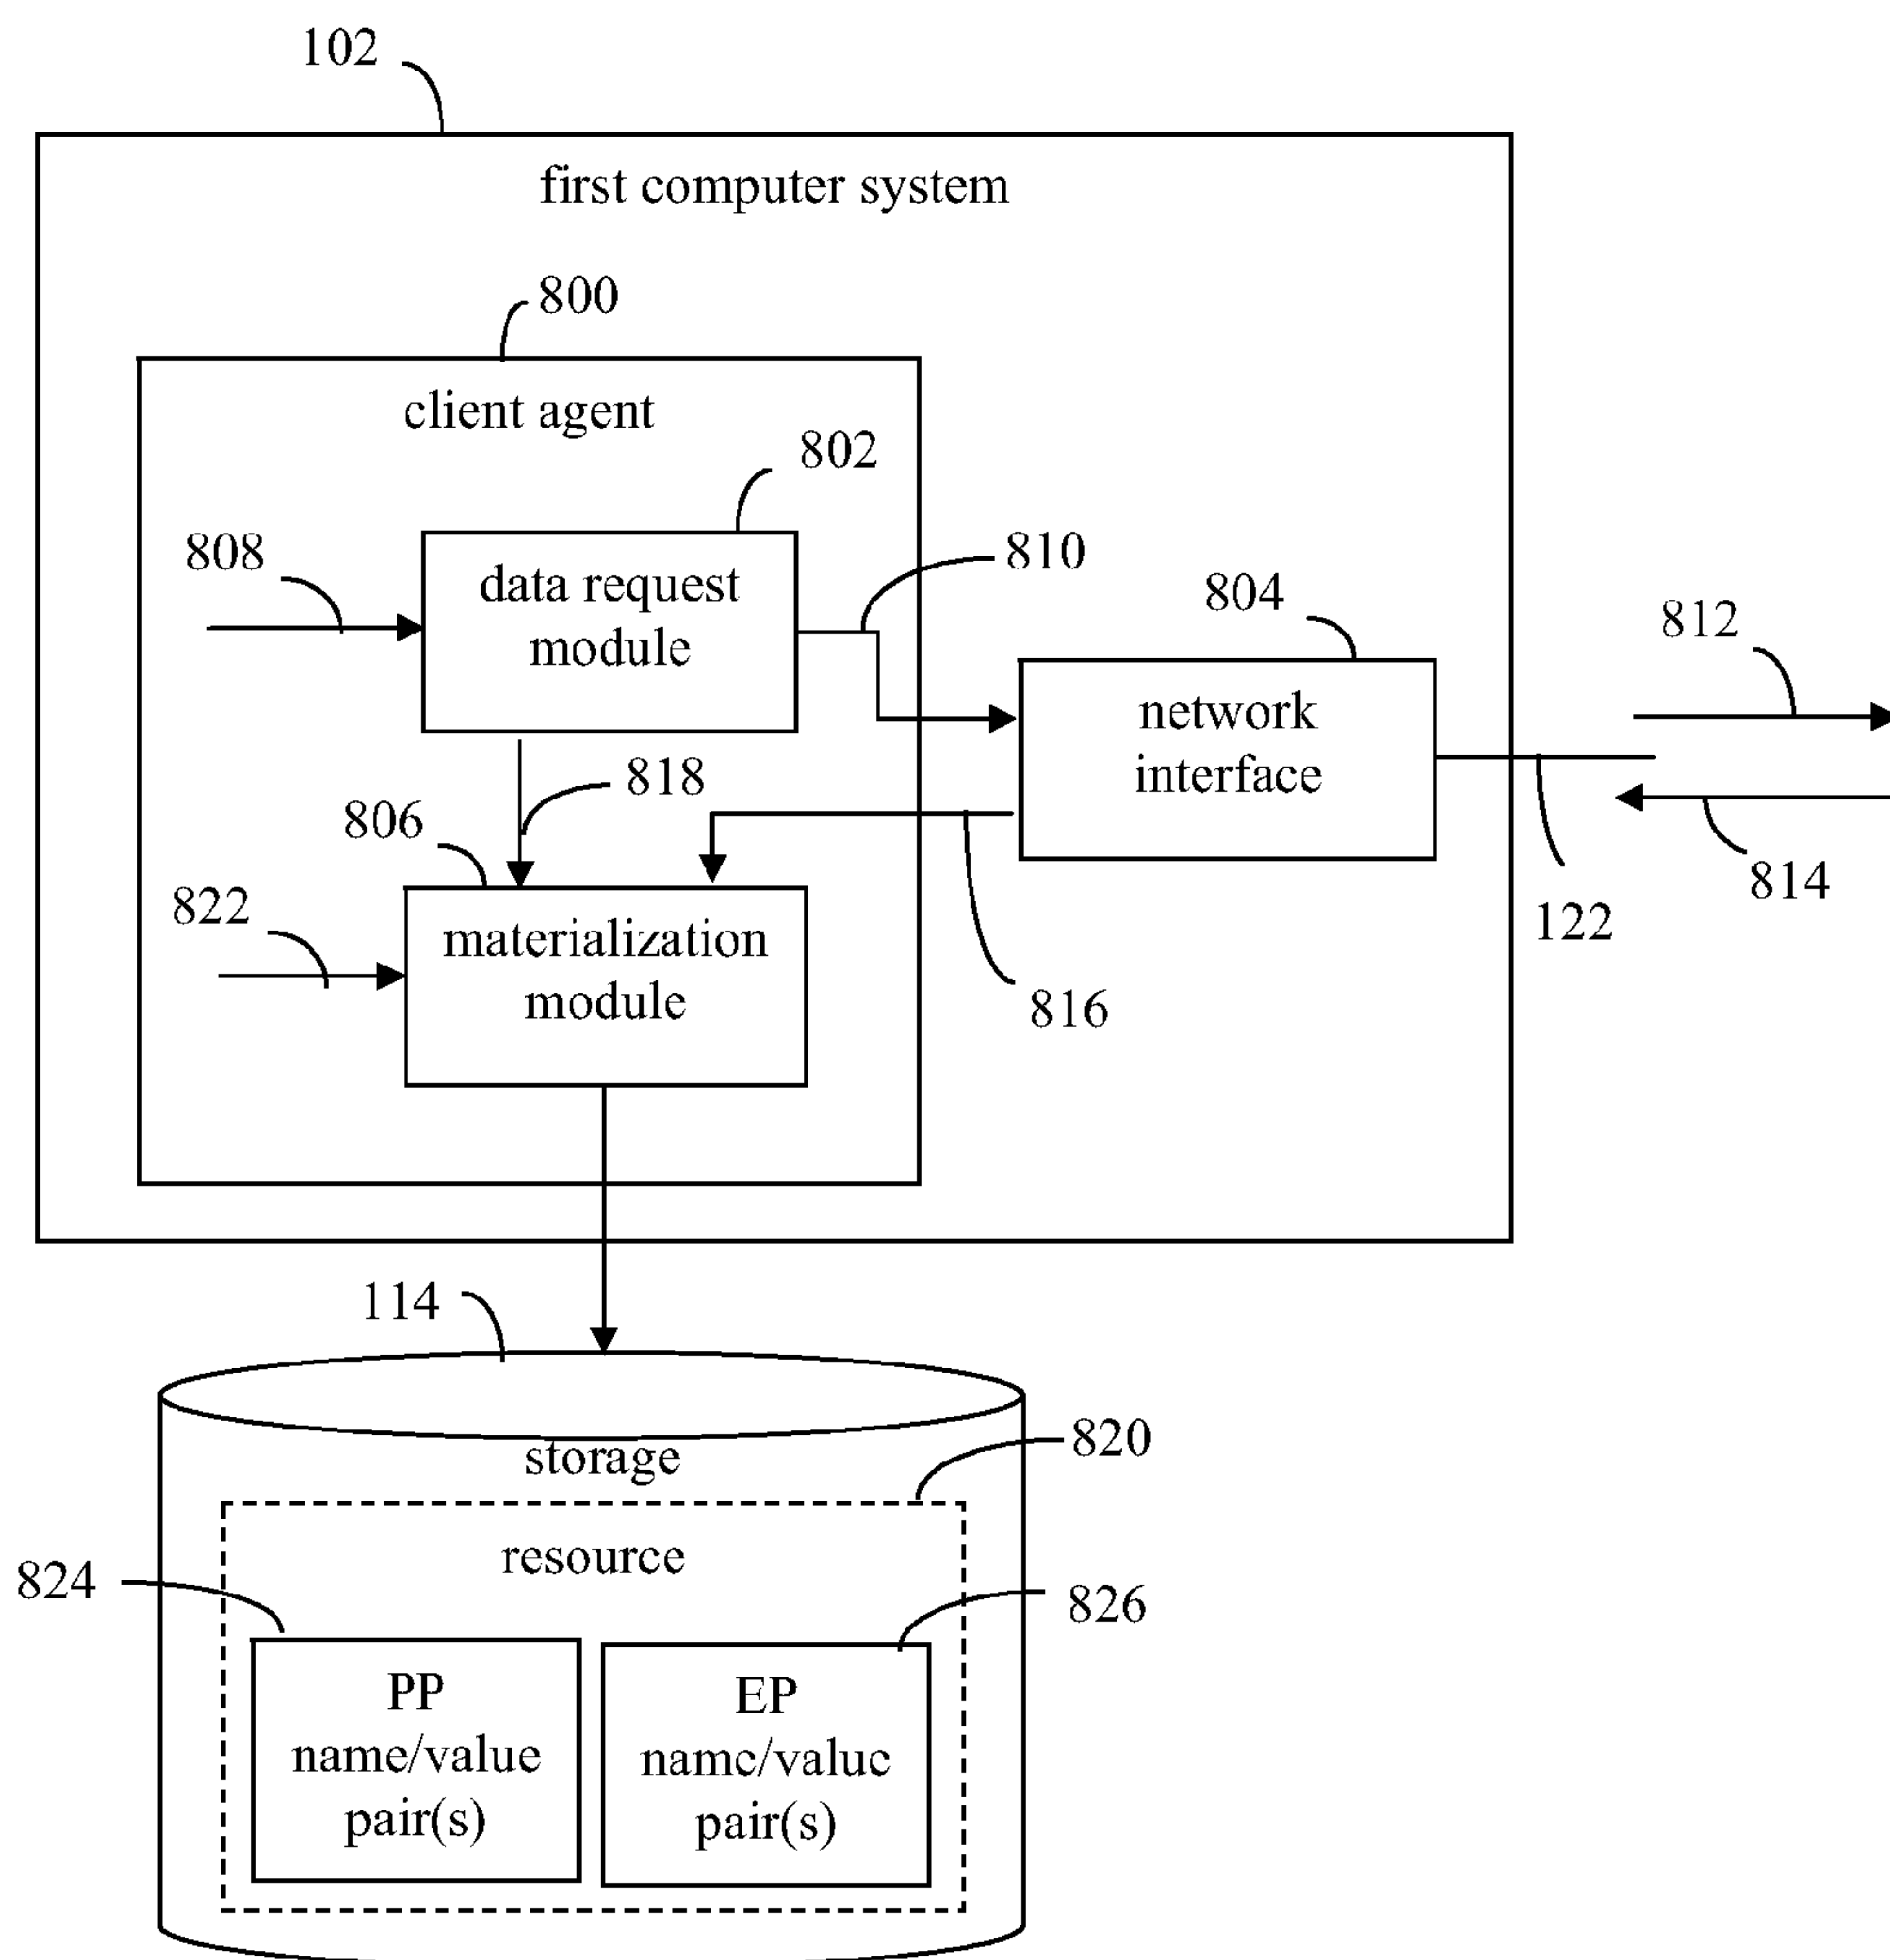 102
first computer system
800
client agent
802
808
data request
module
810
804
812
network
interface
818
806
814
822
122
materialization
module
816
114
820
storage
resource
824
826
PP
name/value
pair(s)
EP
namc/valuc
pair(s)